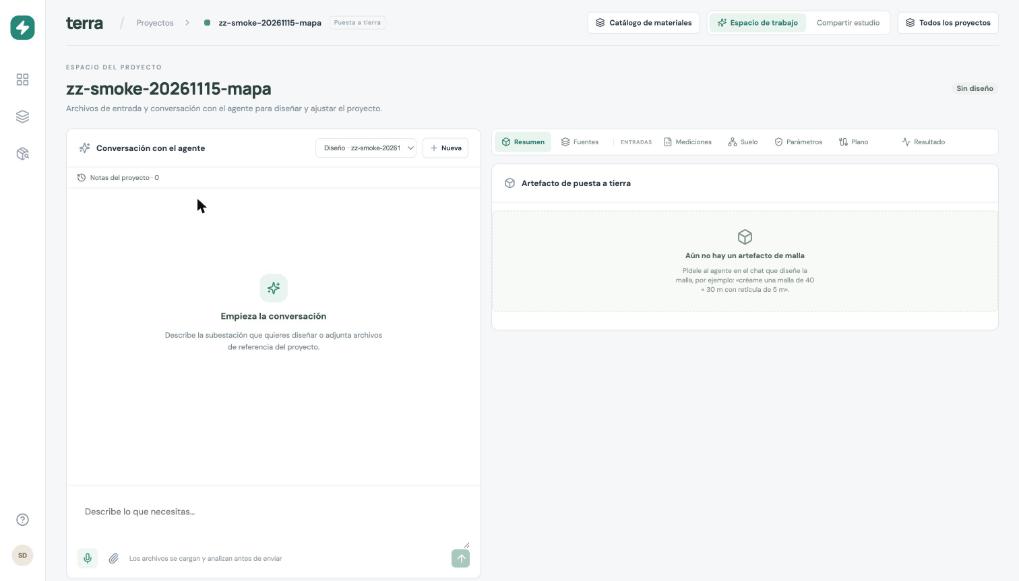 terra / Proyectos > zz-smoke-20261115-mapa Puesta a tierra
Catálogo de materiales Espacio de trabajo Compartir estudio Todos los proyectos
ESPACIO DEL PROYECTO
zz-smoke-20261115-mapa
Sin diseño
Archivos de entrada y conversación con el agente para diseñar y ajustar el proyecto.
Conversación con el agente
Diseño · zz-smoke-20261
Nueva
Notas del proyecto · 0
Empieza la conversación
Describe la subestación que quieres diseñar o adjunta archivos
de referencia del proyecto.
Describe lo que necesitas…
Los archivos se cargan y analizan antes de enviar
Resumen Fuentes ENTRADAS Mediciones Suelo Parámetros Plano Resultado
Artefacto de puesta a tierra
Aún no hay un artefacto de malla
Pídele al agente en el chat que diseñe la
malla, por ejemplo: «créame una malla de 40
× 30 m con retícula de 5 m».
SD